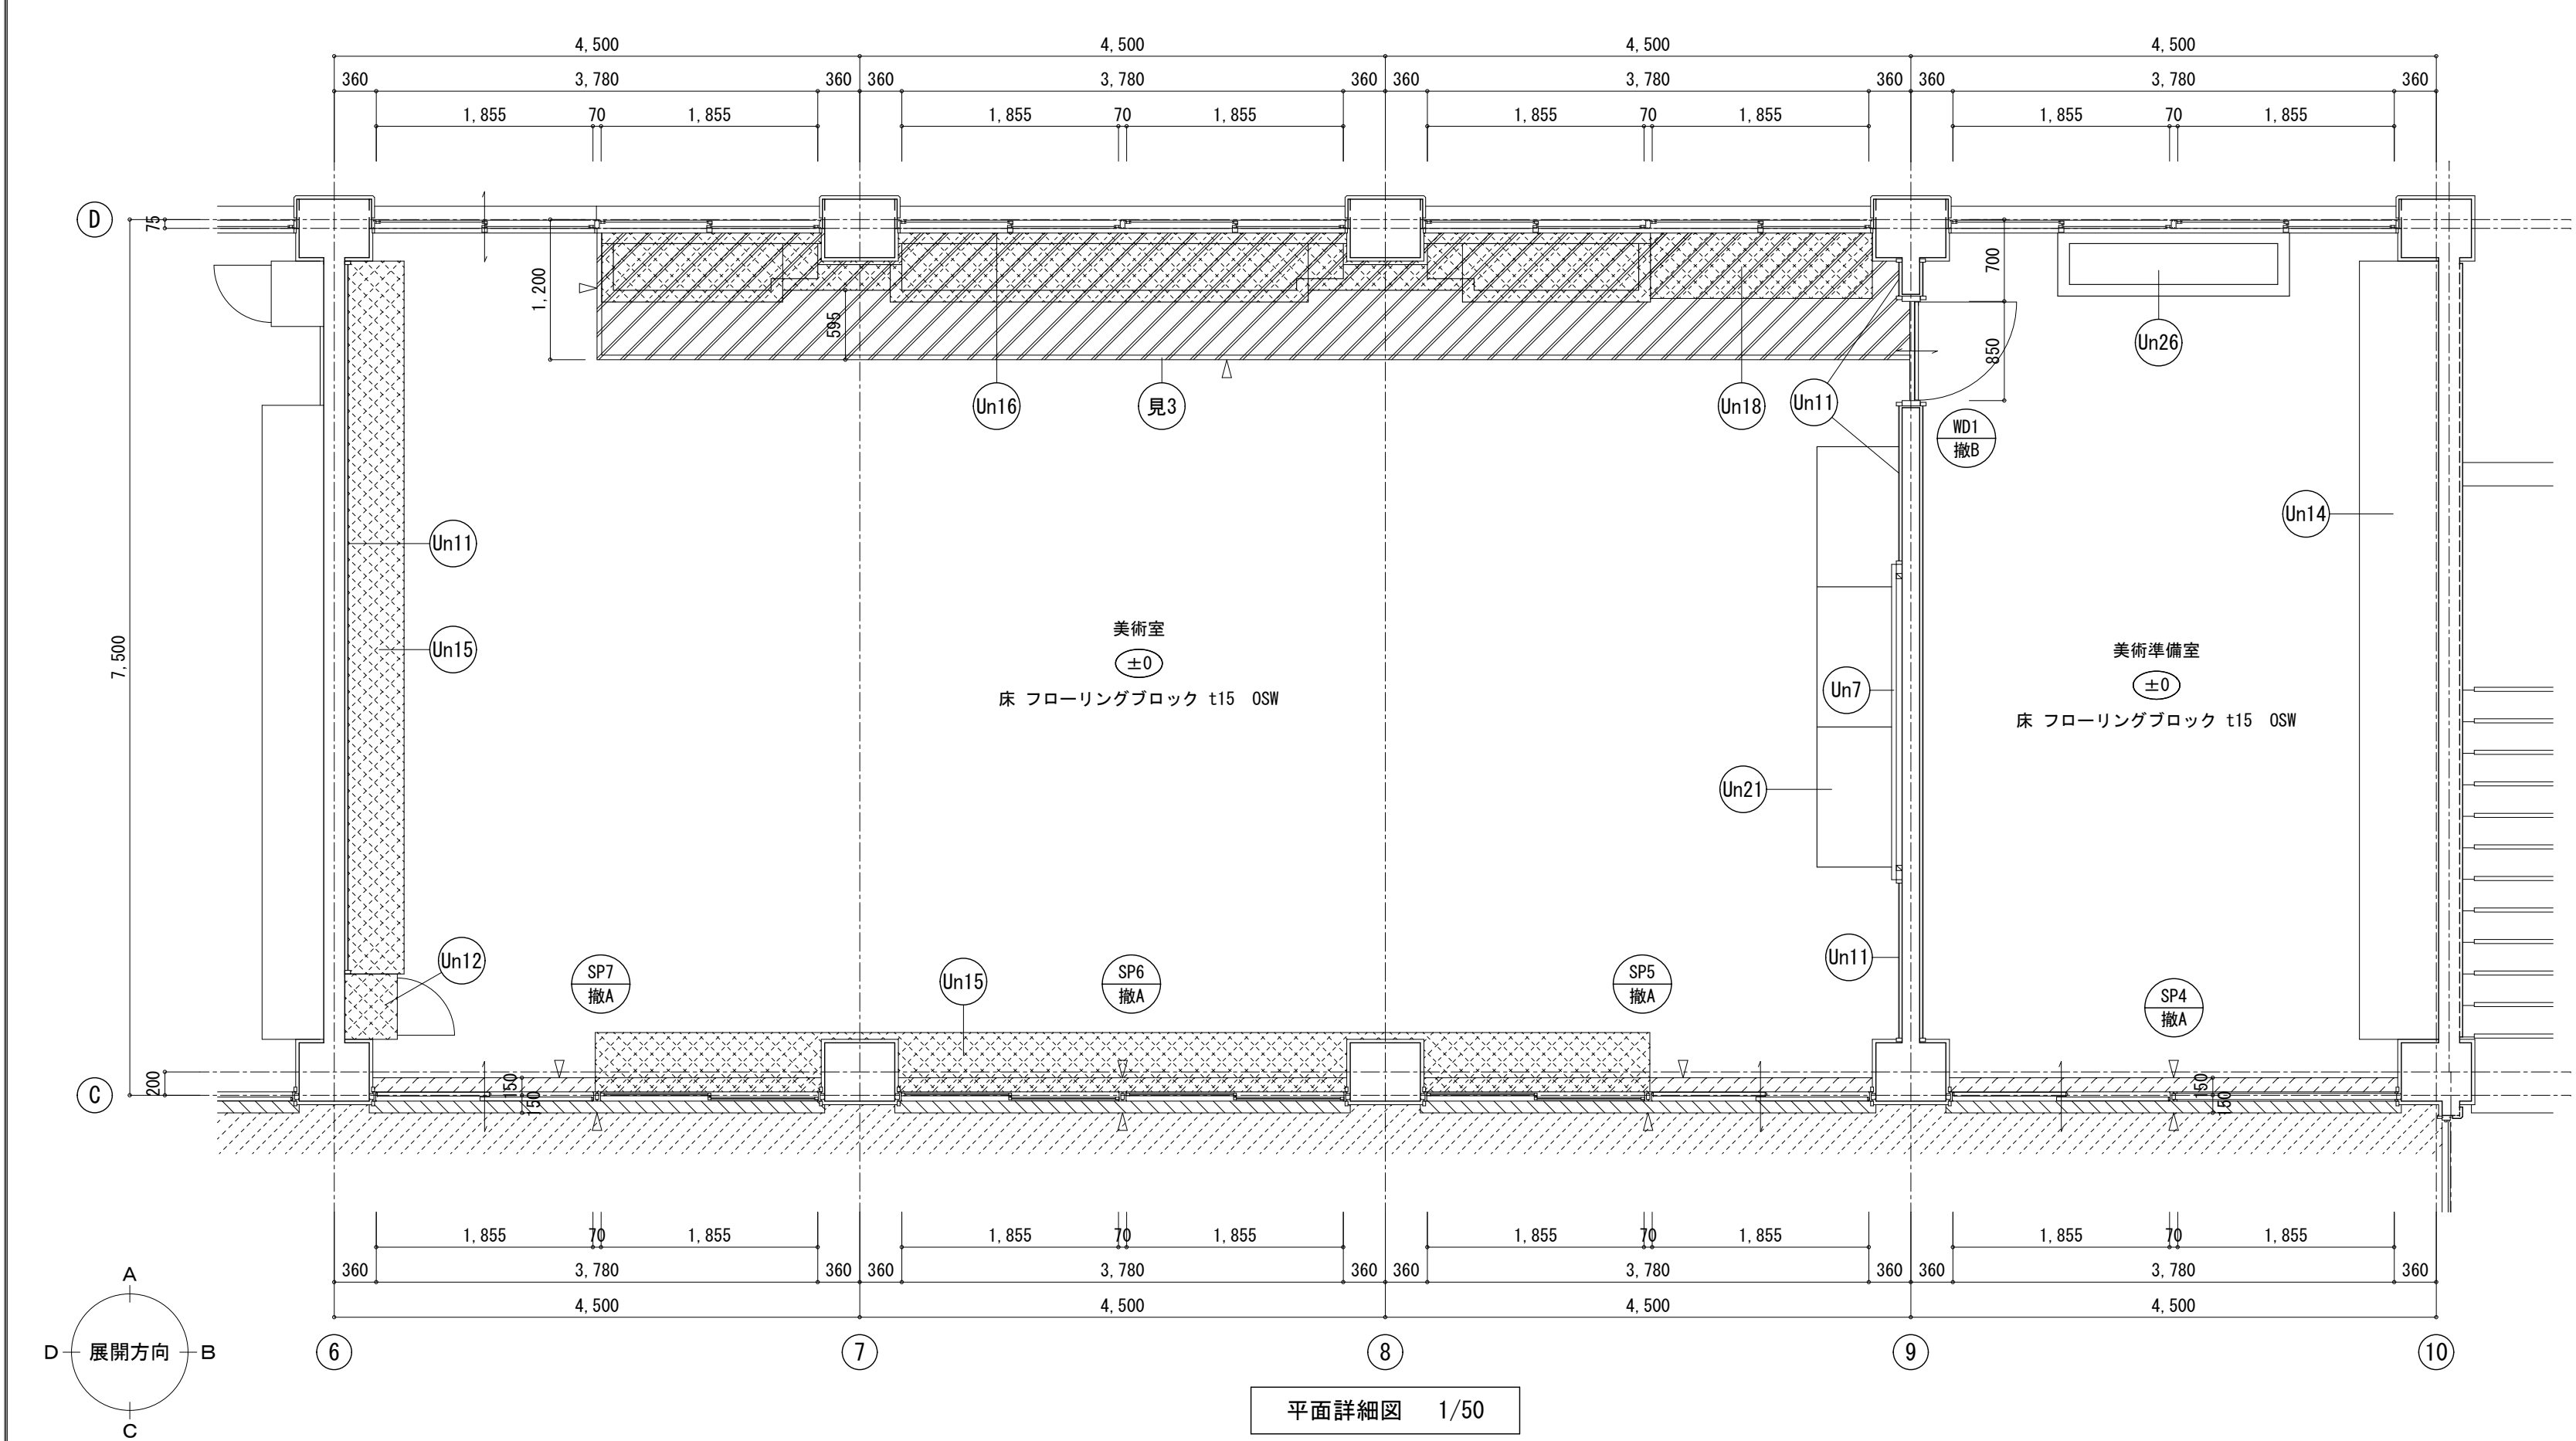 4,500 4,500 4,500 4,500
360 3,780 360 360 3,780 360 360 3,780 360 360 3,780 360
1,855 70 1,855 1,855 70 1,855 1,855 70 1,855 1,855 70 1,855
D
75
700
1,200
595
850
Un16
見3
Un18
Un11
Un26
WD1
撤B
Un14
Un11
7,500
美術室
±0
床 フローリングブロック t15 OSW
美術準備室
±0
床 フローリングブロック t15 OSW
Un15
Un7
Un21
Un12
Un11
SP7
撤A
Un15
SP6
撤A
SP5
撤A
SP4
撤A
200
C
150
150
150
150
1,855 70 1,855 1,855 70 1,855 1,855 70 1,855 1,855 70 1,855
360 3,780 360 360 3,780 360 360 3,780 360 360 3,780 360
4,500 4,500 4,500 4,500
A
D 展開方向 B
C
6 7 8 9 10
平面詳細図 1/50